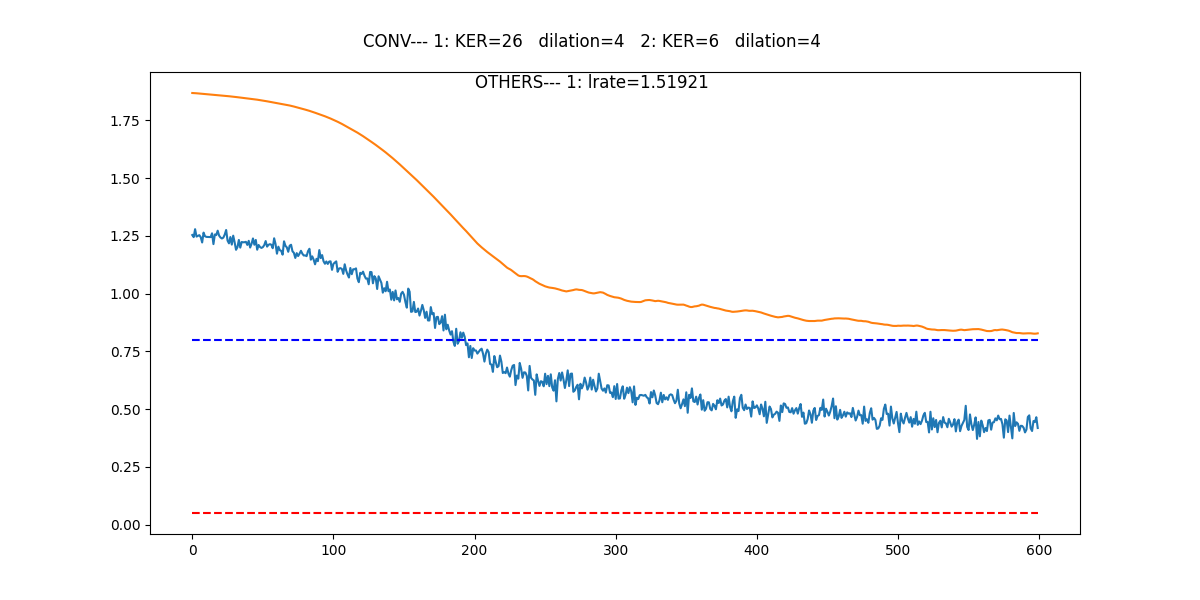 CONV--- 1: KER=26   dilation=4   2: KER=6   dilation=4
OTHERS--- 1: lrate=1.51921
1.75
1.50
1.25
1.00
0.75
0.50
0.25
0.00
0 100 200 300 400 500 600